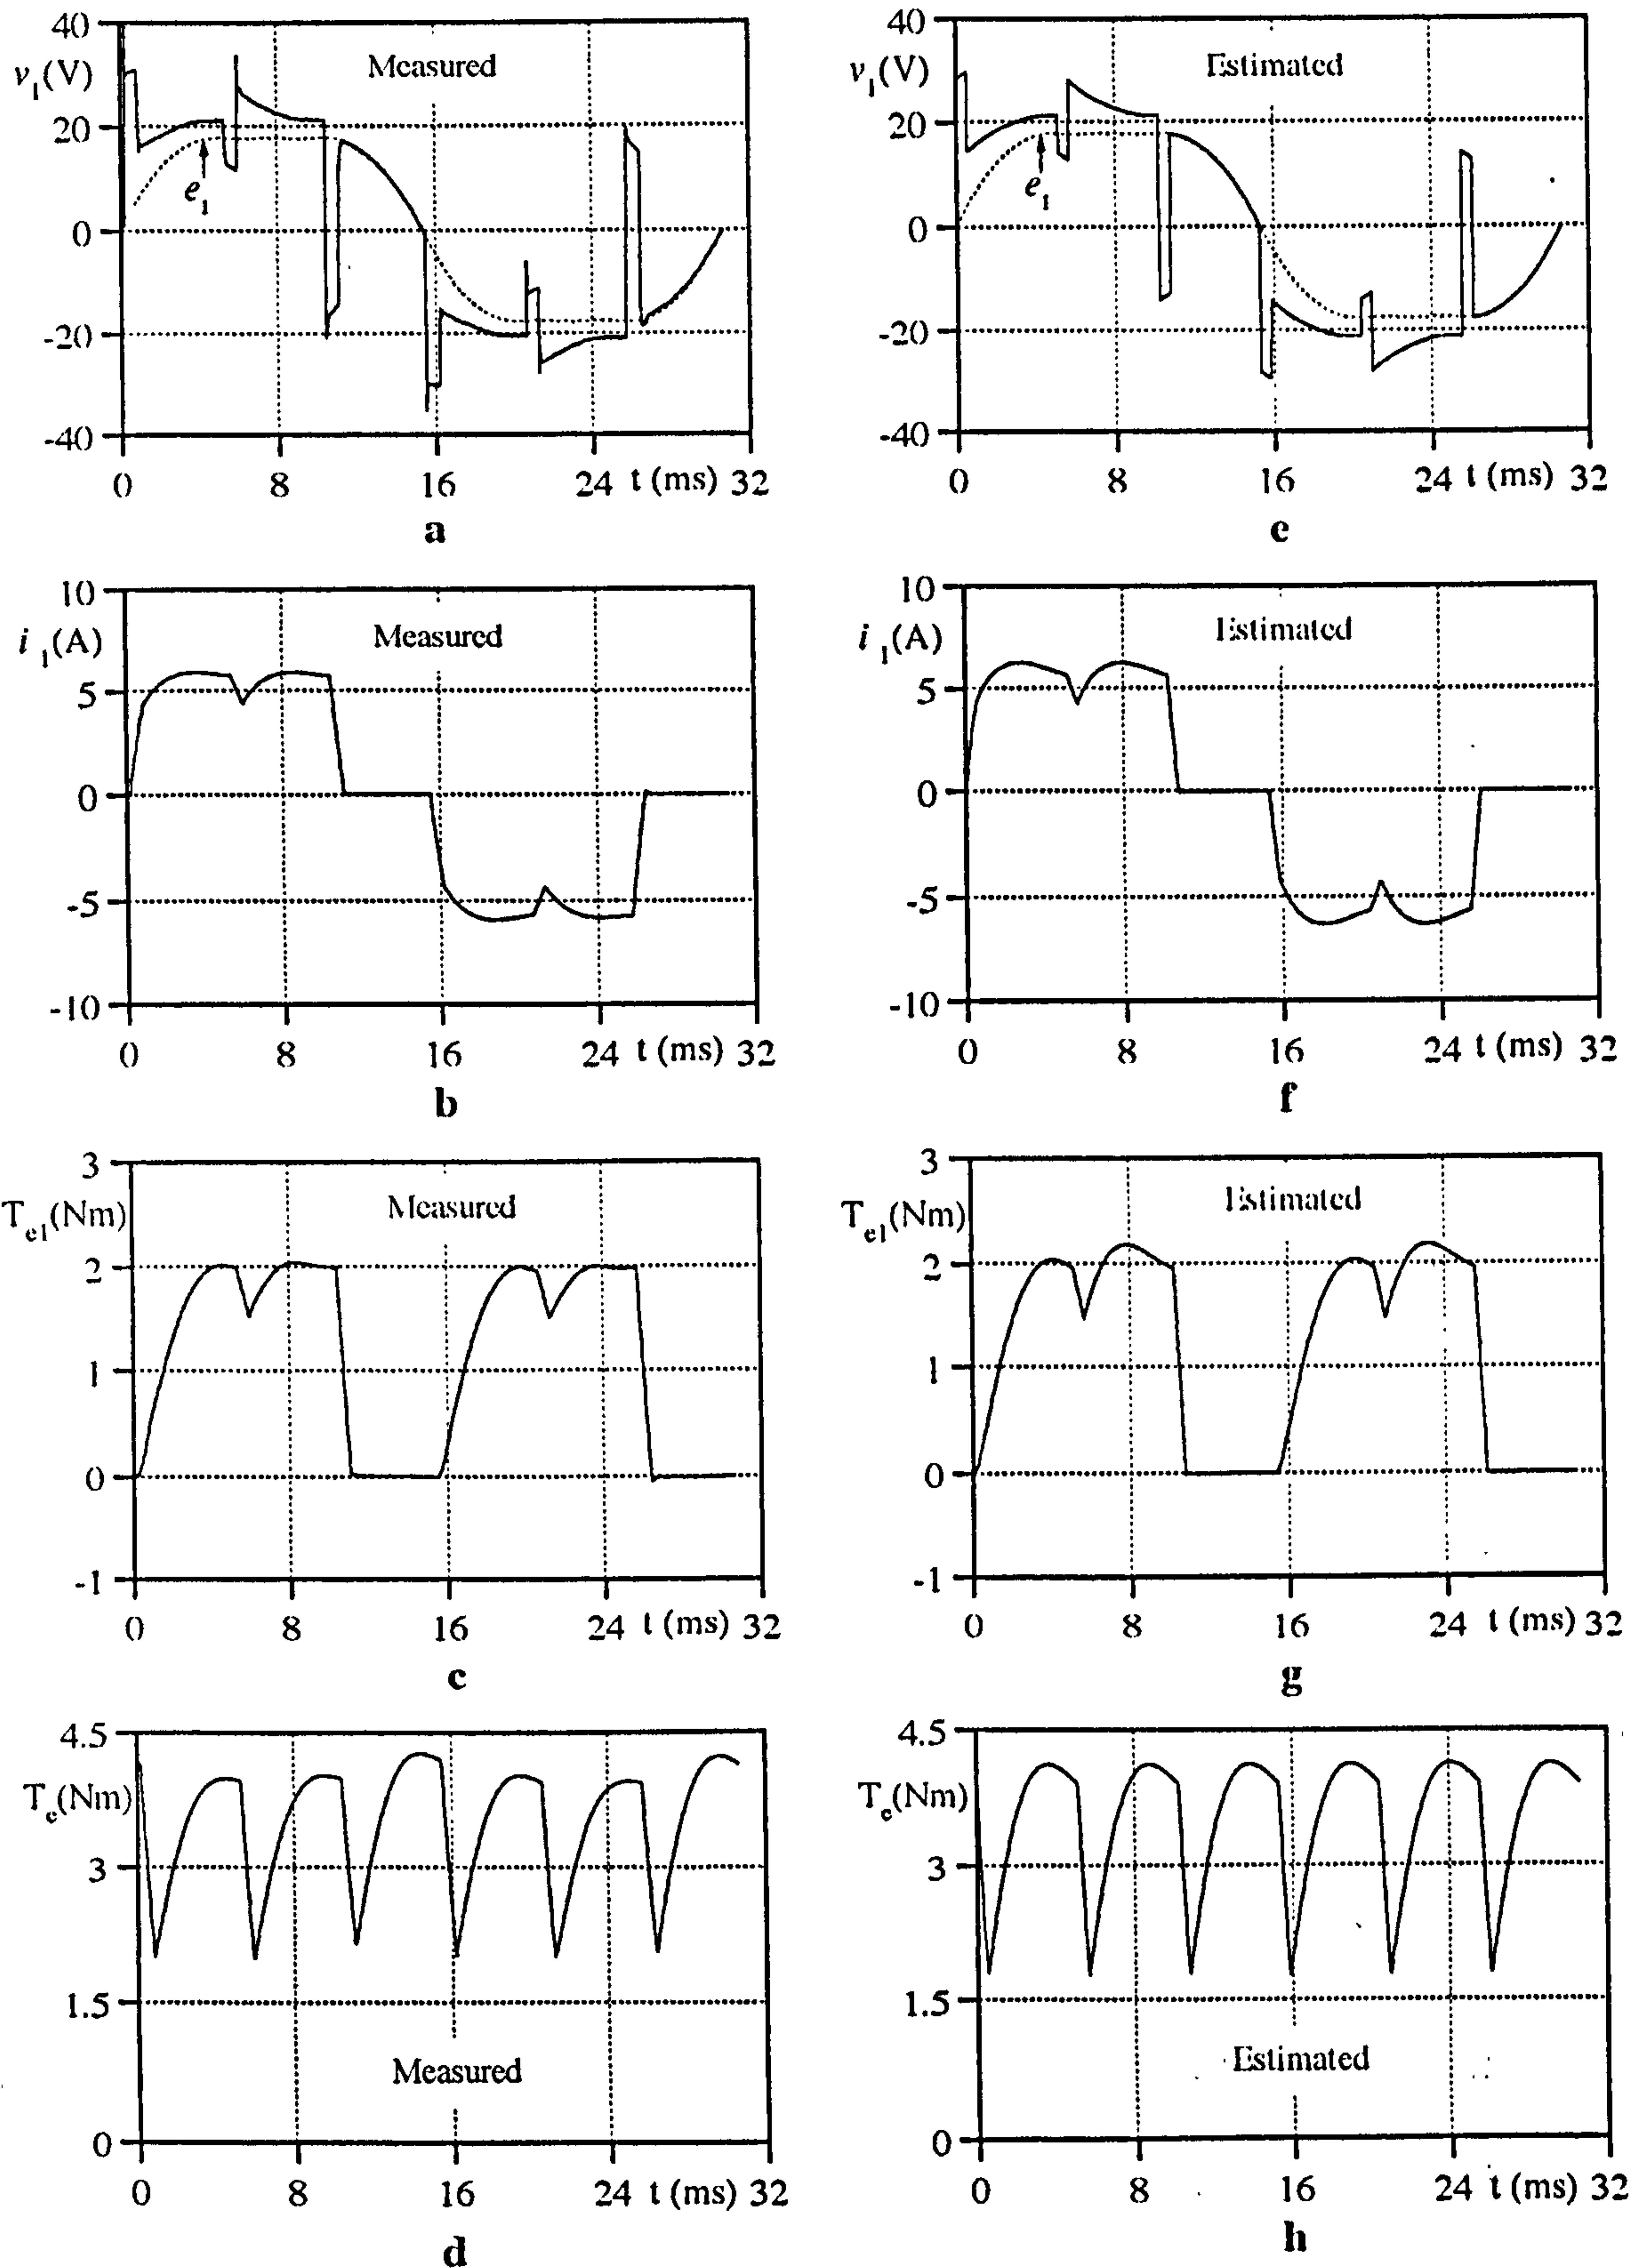 40
v1(V)
Measured
20
e1
0
-20
-40
0 8 16 24 t (ms) 32
a
40
v1(V)
Estimated
20
e1
0
-20
-40
0 8 16 24 t (ms) 32
e
10
i1(A)
Measured
5
0
-5
-10
0 8 16 24 t (ms) 32
b
10
i1(A)
Estimated
5
0
-5
-10
0 8 16 24 t (ms) 32
f
3
Te1(Nm)
Measured
2
1
0
-1
0 8 16 24 t (ms) 32
c
3
Te1(Nm)
Estimated
2
1
0
-1
0 8 16 24 t (ms) 32
g
4.5
Te(Nm)
3
1.5
Measured
0
0 8 16 24 t (ms) 32
d
4.5
Te(Nm)
3
1.5
Estimated
0
0 8 16 24 t (ms) 32
h